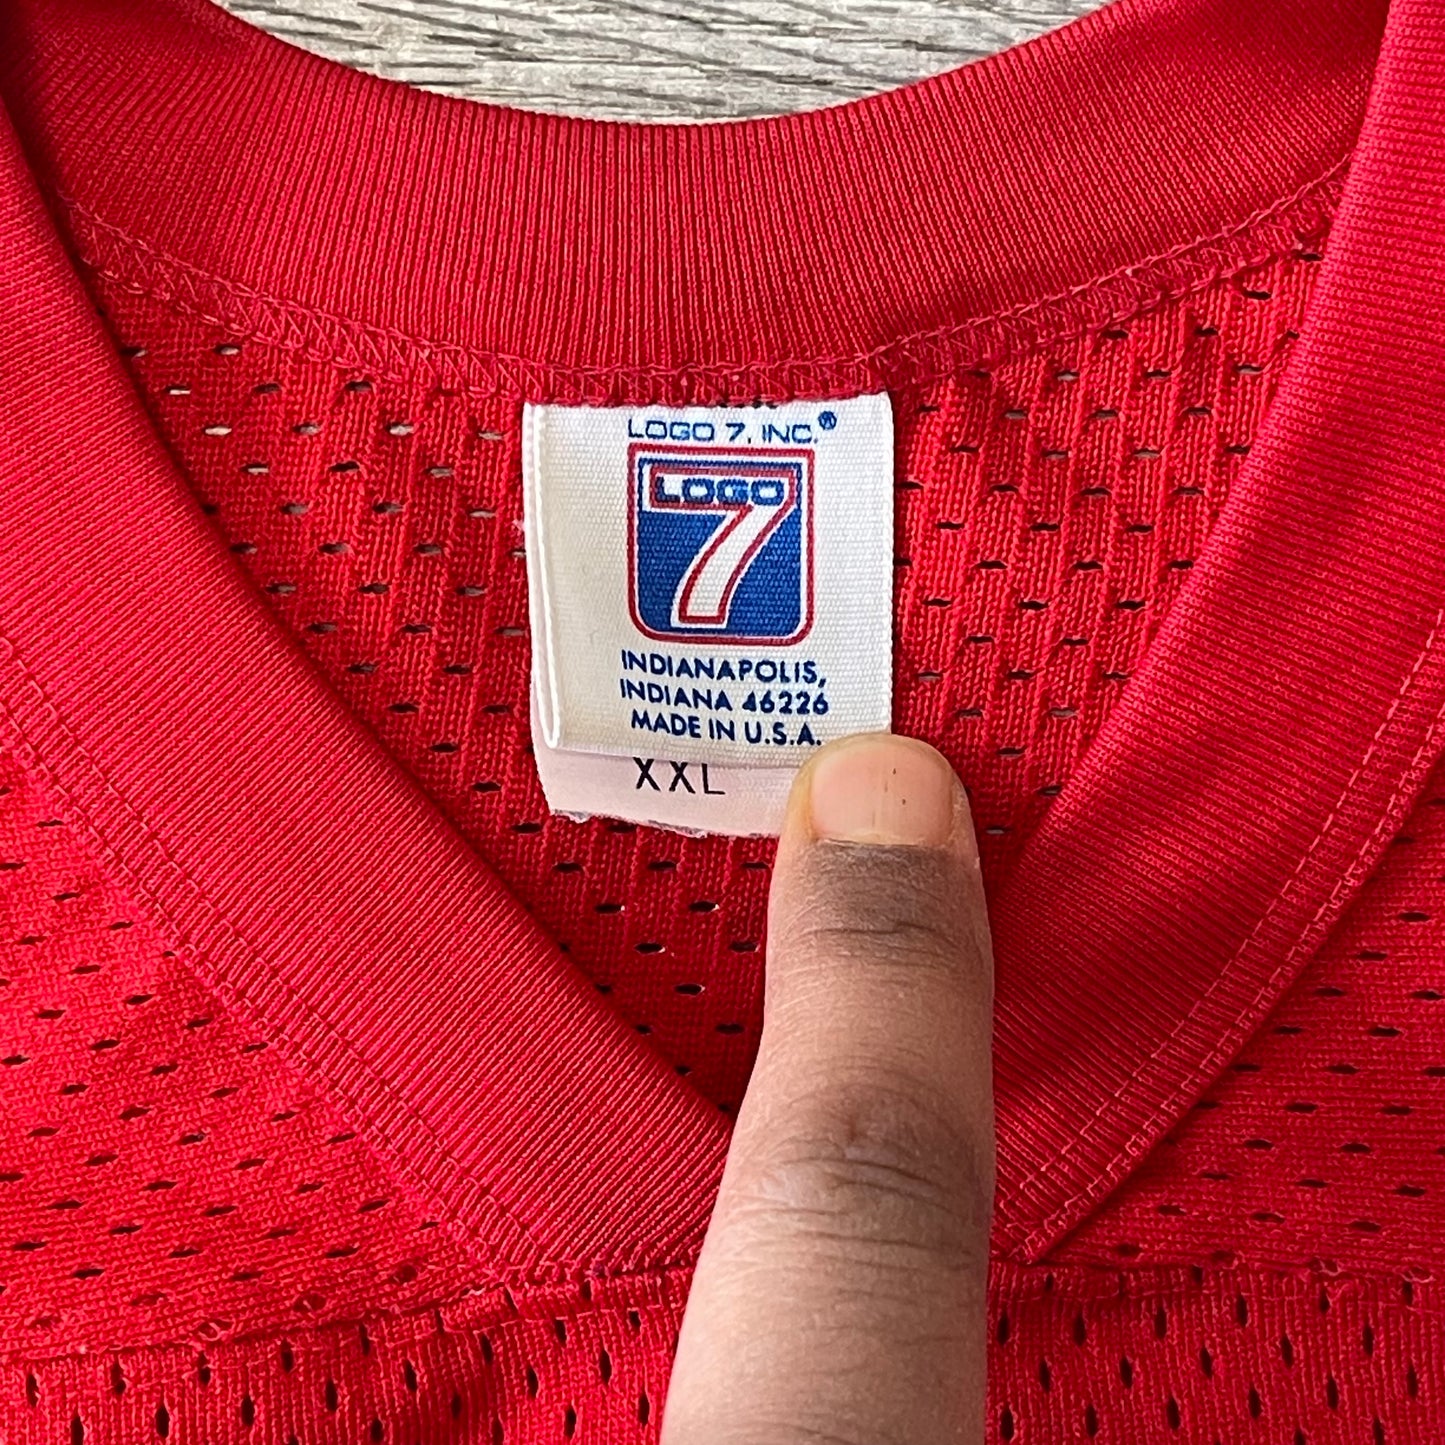 LOGO 7, INC.®
LOGO
7
INDIANAPOLIS,
INDIANA 46226
MADE IN U.S.A.
XXL